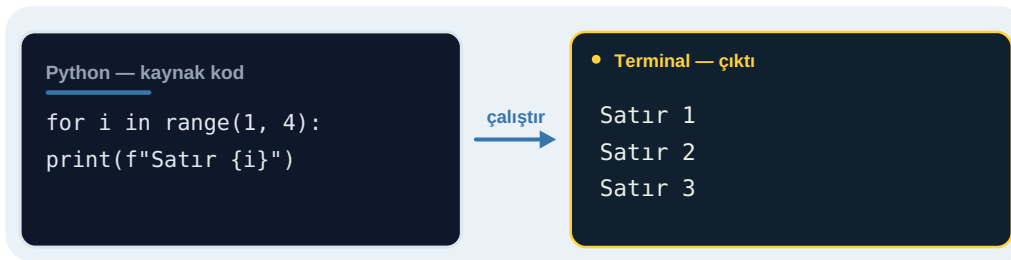 Python — kaynak kod
for i in range(1, 4):
print(f"Satır {i}")
çalıştır
Terminal — çıktı
Satır 1
Satır 2
Satır 3